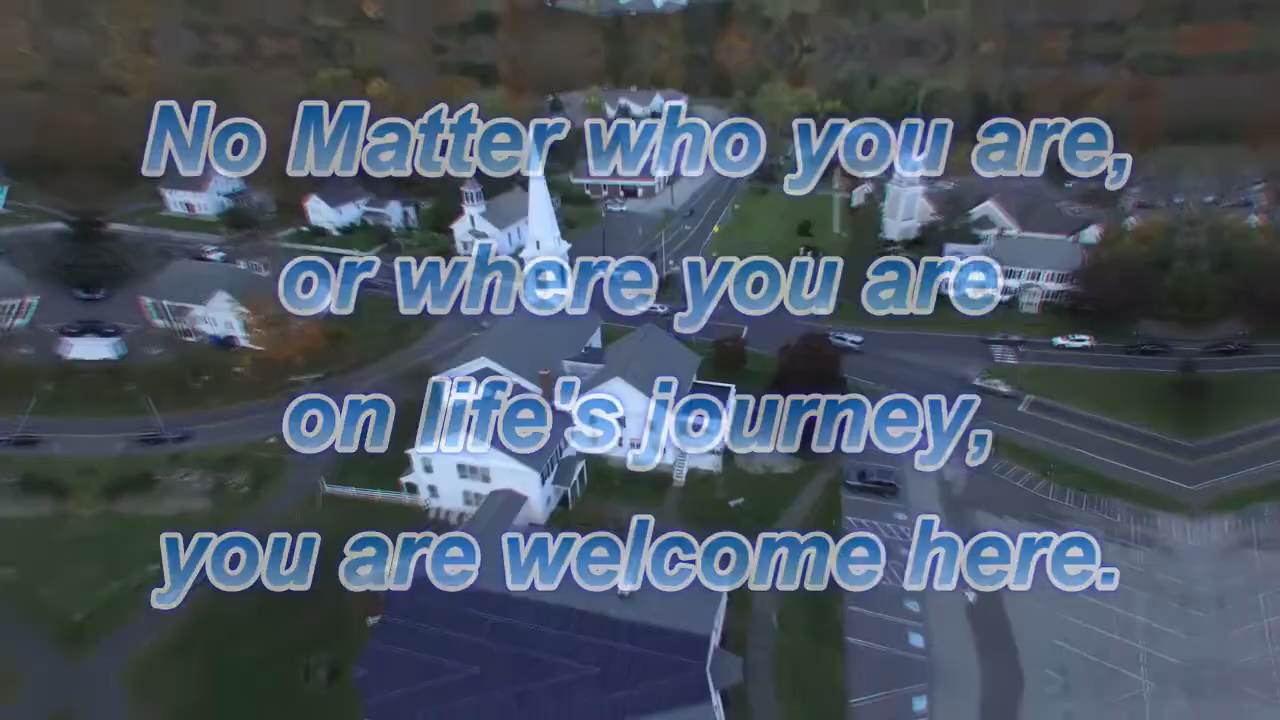 No Matter who you are,
or where you are
on life's journey,
you are welcome here.